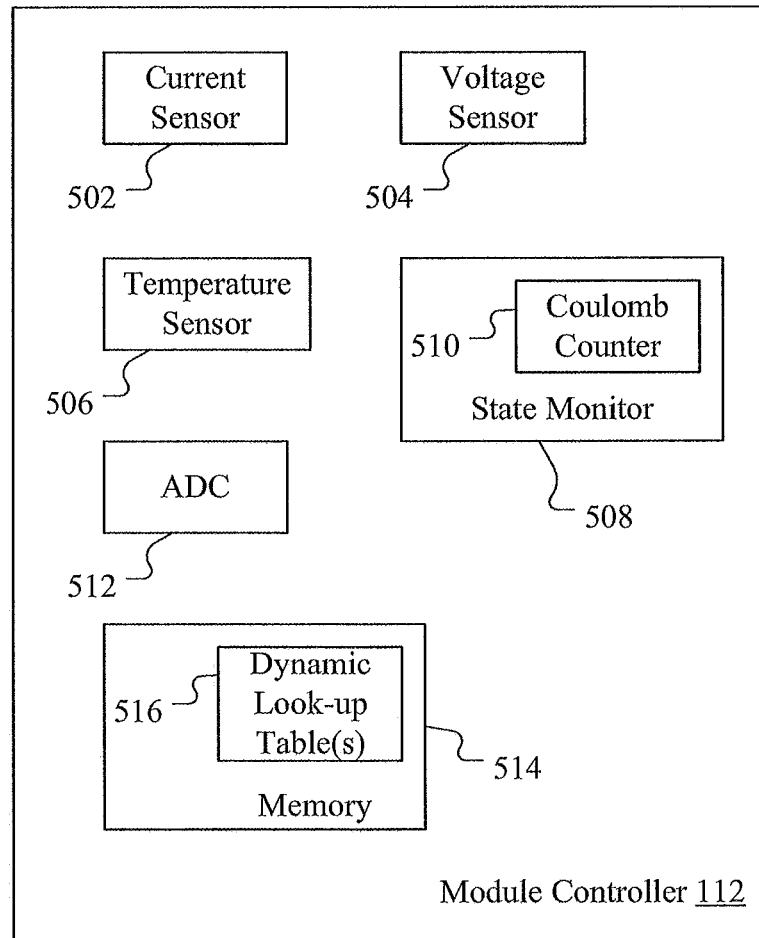 Current
Sensor
502
Voltage
Sensor
504
Temperature
Sensor
506
510
Coulomb
Counter
State Monitor
508
ADC
512
516
Dynamic
Look-up
Table(s)
Memory
514
Module Controller 112